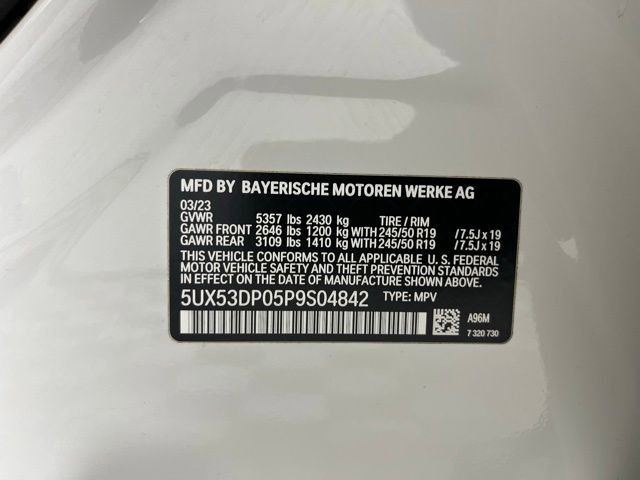 MFD BY BAYERISCHE MOTOREN WERKE AG
03/23
GVWR 5357 lbs 2430 kg TIRE / RIM
GAWR FRONT 2646 lbs 1200 kg WITH 245/50 R19 / 7.5J x 19
GAWR REAR 3109 lbs 1410 kg WITH 245/50 R19 / 7.5J x 19
THIS VEHICLE CONFORMS TO ALL APPLICABLE U. S. FEDERAL
MOTOR VEHICLE SAFETY, BUMPER, AND THEFT PREVENTION
STANDARDS IN EFFECT ON THE DATE OF MANUFACTURE SHOWN ABOVE.
5UX53DP05P9S04842 TYPE: MPV
A96M
7 320 730